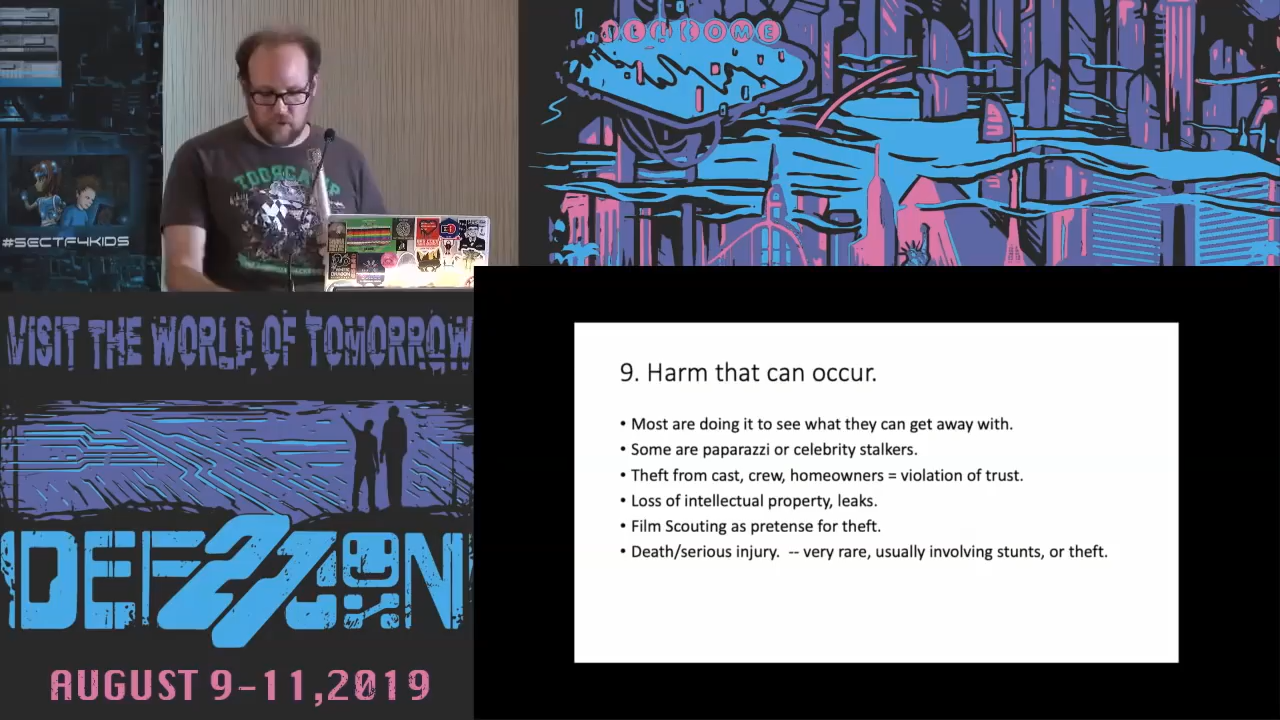 WELCOME
TOORCAMP
#SECTF4KIDS
VISIT THE WORLD OF TOMORROW
DEF27CON
AUGUST 9-11,2019
9. Harm that can occur.
• Most are doing it to see what they can get away with.
• Some are paparazzi or celebrity stalkers.
• Theft from cast, crew, homeowners = violation of trust.
• Loss of intellectual property, leaks.
• Film Scouting as pretense for theft.
• Death/serious injury.  -- very rare, usually involving stunts, or theft.